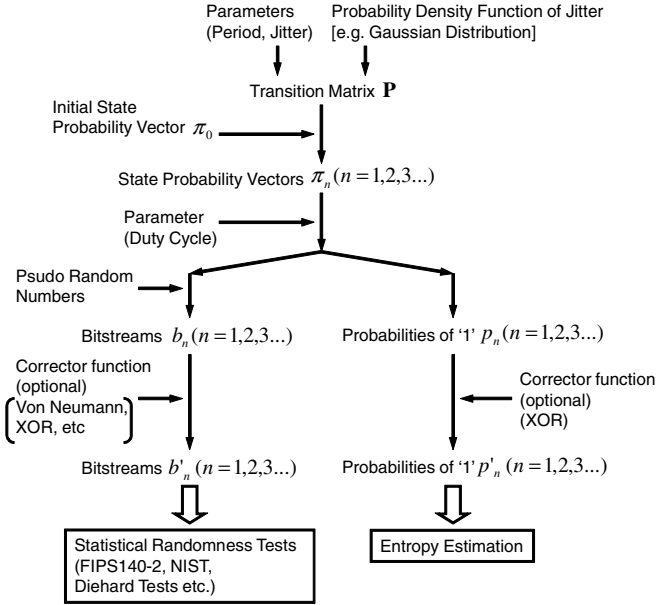 Parameters
(Period, Jitter)
Probability Density Function of Jitter
[e.g. Gaussian Distribution]
Transition Matrix P
Initial State
Probability Vector π₀
State Probability Vectors πₙ (n = 1,2,3...)
Parameter
(Duty Cycle)
Psudo Random
Numbers
Bitstreams bₙ (n = 1,2,3...)
Probabilities of '1' pₙ (n = 1,2,3...)
Corrector function
(optional)
(Von Neumann,
XOR, etc)
Corrector function
(optional)
(XOR)
Bitstreams b'ₙ (n = 1,2,3...)
Probabilities of '1' p'ₙ (n = 1,2,3...)
Statistical Randomness Tests
(FIPS140-2, NIST,
Diehard Tests etc.)
Entropy Estimation